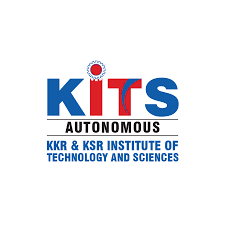 KiTS
AUTONOMOUS
KKR & KSR INSTITUTE OF
TECHNOLOGY AND SCIENCES